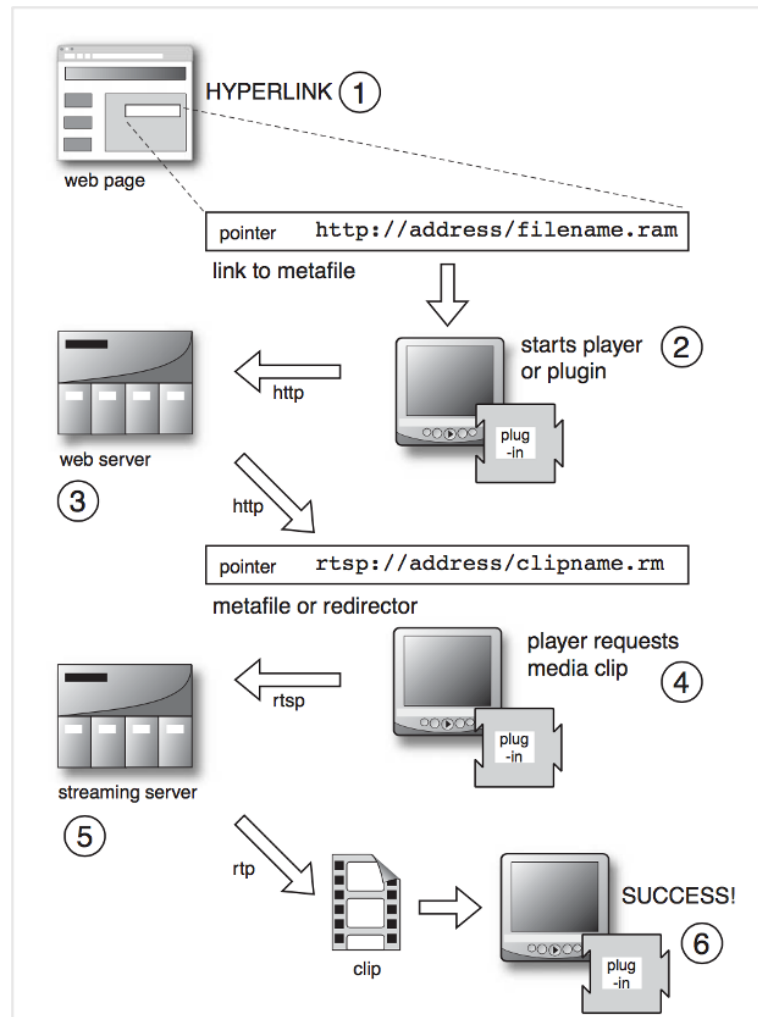 HYPERLINK 1
web page
pointer http://address/filename.ram
link to metafile
starts player 2
or plugin
http
plug
-in
web server
3
http
pointer rtsp://address/clipname.rm
metafile or redirector
player requests
media clip 4
rtsp
plug
-in
streaming server
5
rtp
SUCCESS!
6
clip
plug
-in